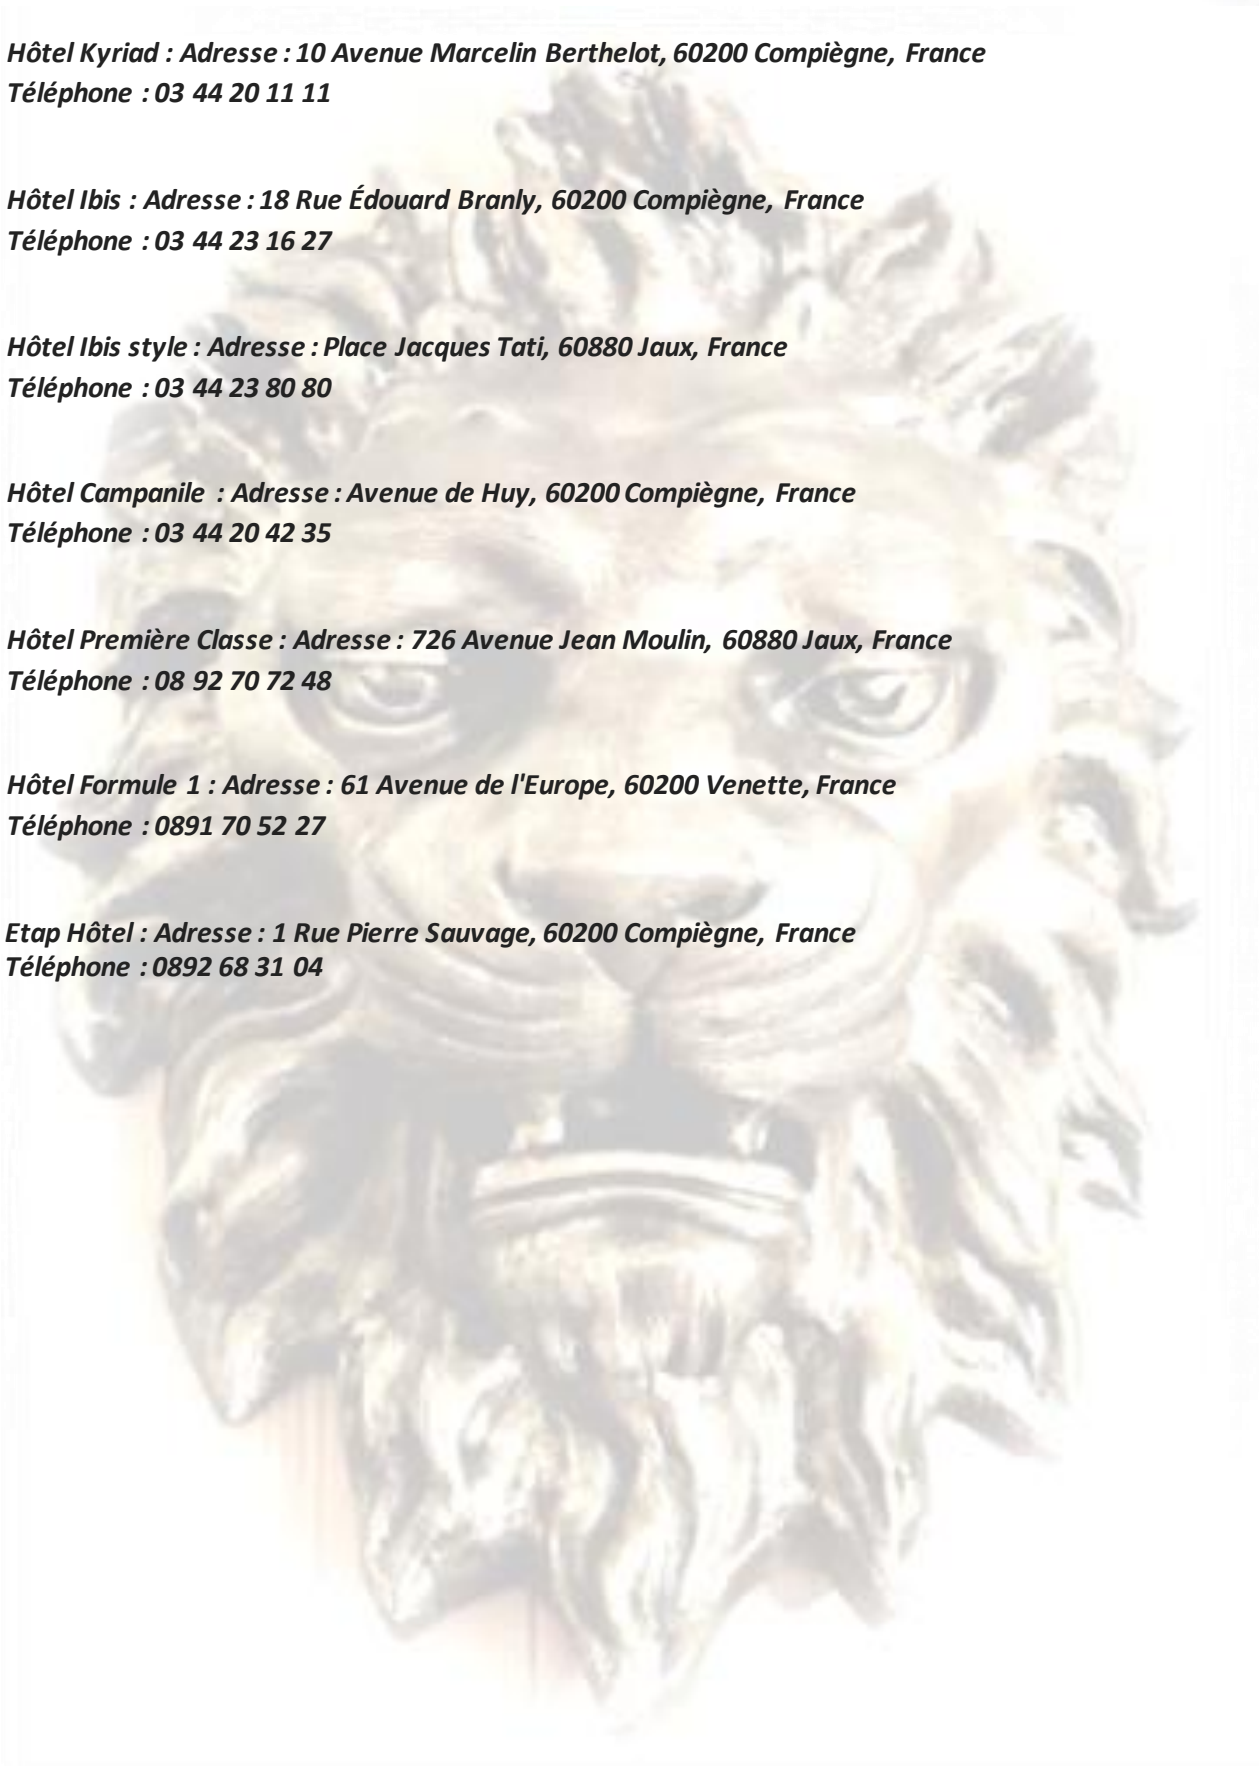 Hôtel Kyriad : Adresse : 10 Avenue Marcelin Berthelot, 60200 Compiègne, France
Téléphone : 03 44 20 11 11
Hôtel Ibis : Adresse : 18 Rue Édouard Branly, 60200 Compiègne, France
Téléphone : 03 44 23 16 27
Hôtel Ibis style : Adresse : Place Jacques Tati, 60880 Jaux, France
Téléphone : 03 44 23 80 80
Hôtel Campanile : Adresse : Avenue de Huy, 60200 Compiègne, France
Téléphone : 03 44 20 42 35
Hôtel Première Classe : Adresse : 726 Avenue Jean Moulin, 60880 Jaux, France
Téléphone : 08 92 70 72 48
Hôtel Formule 1 : Adresse : 61 Avenue de l'Europe, 60200 Venette, France
Téléphone : 0891 70 52 27
Etap Hôtel : Adresse : 1 Rue Pierre Sauvage, 60200 Compiègne, France
Téléphone : 0892 68 31 04